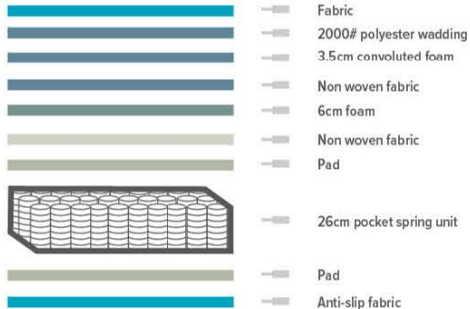 Fabric
2000# polyester wadding
3.5cm convoluted foam
Non woven fabric
6cm foam
Non woven fabric
Pad
26cm pocket spring unit
Pad
Anti-slip fabric